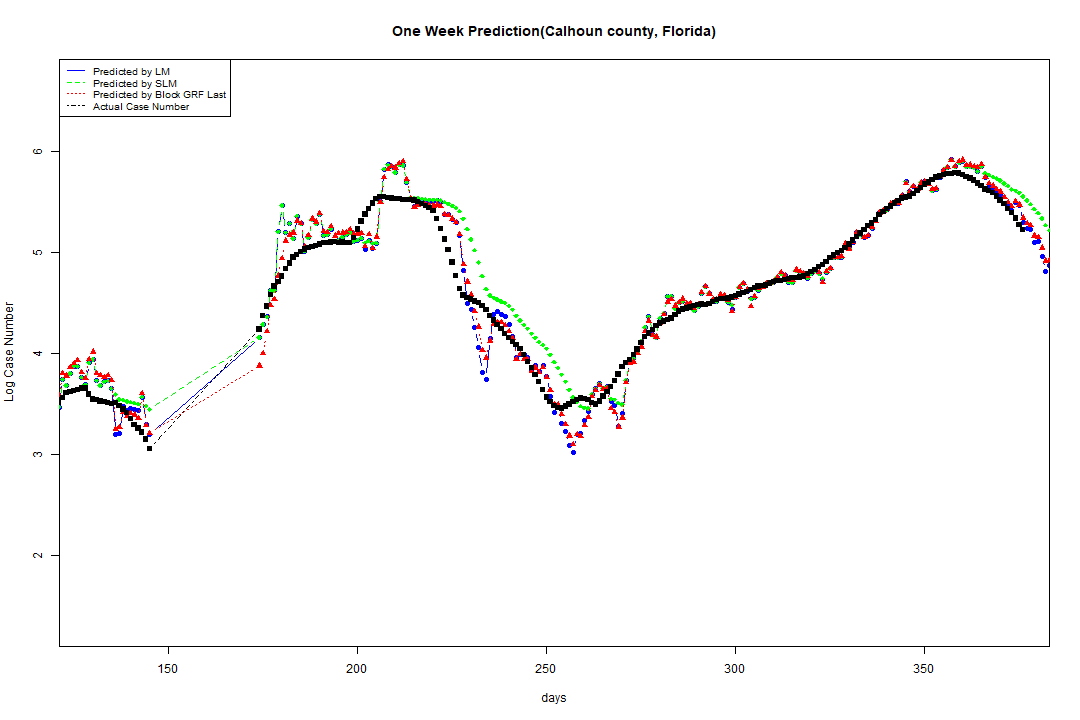 One Week Prediction(Calhoun county, Florida)
Predicted by LM
Predicted by SLM
Predicted by Block GRF Last
Actual Case Number
6
5
4
3
2
Log Case Number
150 200 250 300 350
days